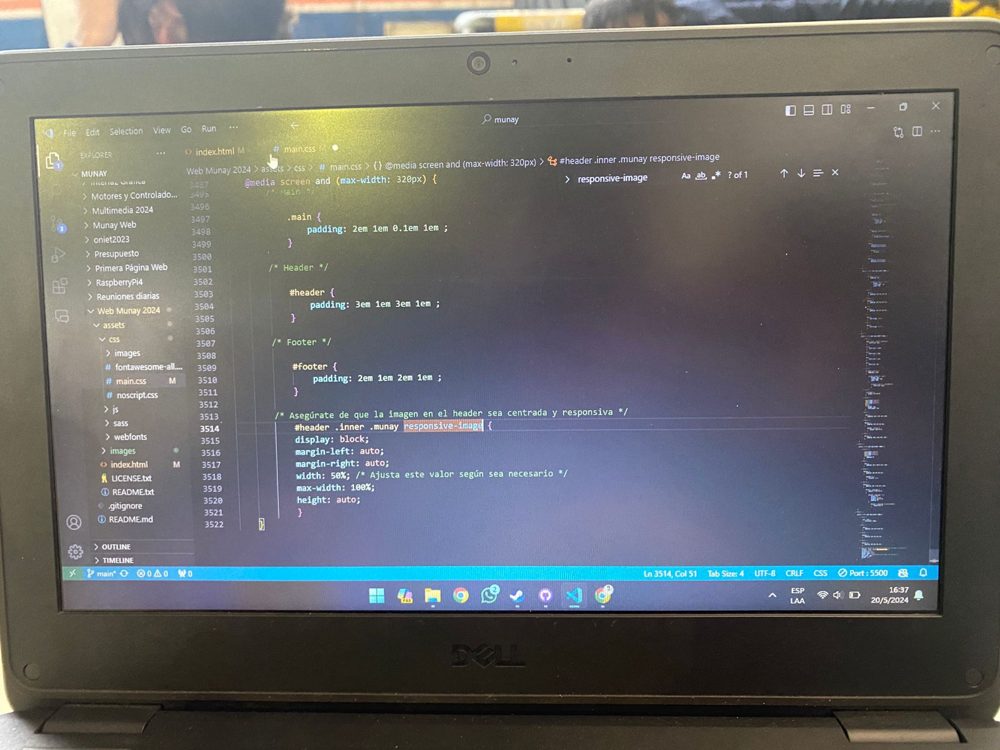 File Edit Selection View Go Run ···
munay
EXPLORER ···
index.html M
# main.css M
Web Munay 2024 > assets > css > # main.css > {} @media screen and (max-width: 320px) > #header .inner .munay responsive-image
> responsive-image Aa ab .* ? of 1
MUNAY
Interfaz Gráfica
> Motores y Controlado...
> Multimedia 2024
> Munay Web
> oniet2023
> Presupuesto
> Primera Página Web
> RaspberryPi4
> Reuniones diarias
Web Munay 2024
assets
css
> images
# fontawesome-all....
# main.css M
# noscript.css
> js
> sass
> webfonts
> images
<> index.html M
LICENSE.txt
README.txt
.gitignore
README.md
> OUTLINE
> TIMELINE
3487 @media screen and (max-width: 320px) {
3495 /* Main */
3496
3497 .main {
3498 padding: 2em 1em 0.1em 1em ;
3499 }
3500
3501 /* Header */
3502
3503 #header {
3504 padding: 3em 1em 3em 1em ;
3505 }
3506
3507 /* Footer */
3508
3509 #footer {
3510 padding: 2em 1em 2em 1em ;
3511 }
3512
3513 /* Asegúrate de que la imagen en el header sea centrada y responsiva */
3514 #header .inner .munay responsive-image {
3515 display: block;
3516 margin-left: auto;
3517 margin-right: auto;
3518 width: 50%; /* Ajusta este valor según sea necesario */
3519 max-width: 100%;
3520 height: auto;
3521 }
3522 }
main* 0 0 0
Ln 3514, Col 51 Tab Size: 4 UTF-8 CRLF CSS Port : 5500
1
3
PRE
2
ESP
LAA
16:37
20/5/2024
DELL